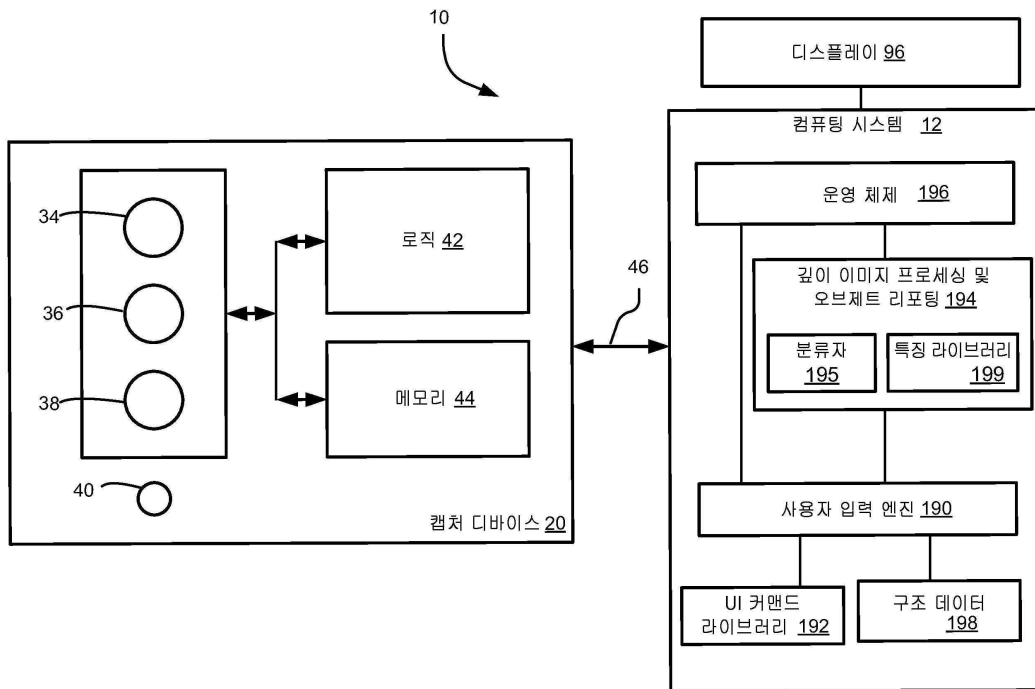 10
디스플레이 96
컴퓨팅 시스템 12
운영 체제 196
34
로직 42
46
깊이 이미지 프로세싱 및
오브제트 리포팅 194
36
분류자
195
특징 라이브러리
199
38
메모리 44
40
캡처 디바이스 20
사용자 입력 엔진 190
UI 커맨드
라이브러리 192
구조 데이터
198